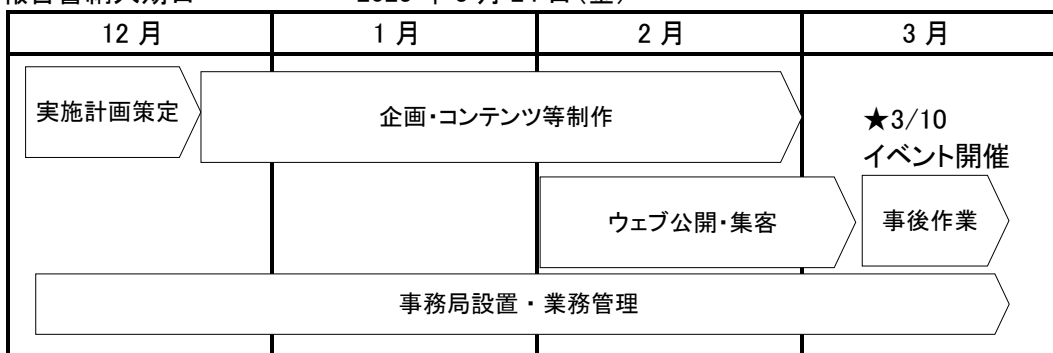 12 月
1 月
2 月
3 月
実施計画策定
企画・コンテンツ等制作
★3/10
イベント開催
ウェブ公開・集客
事後作業
事務局設置・業務管理